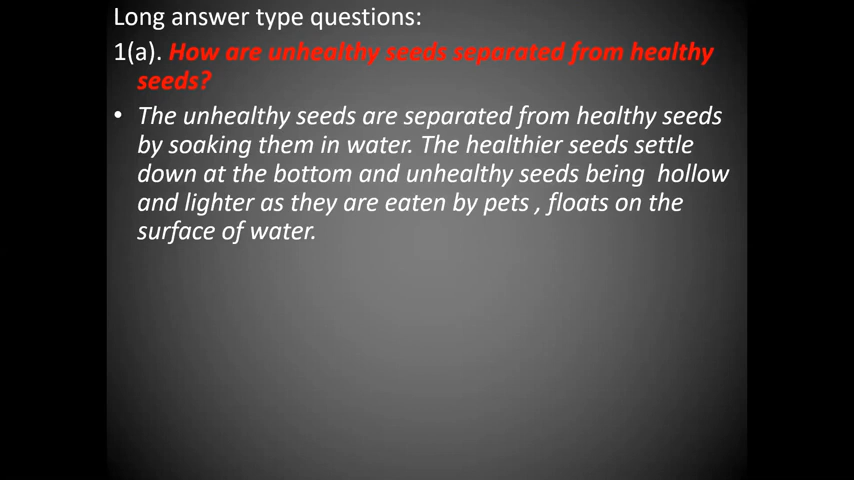 Long answer type questions:
1(a). How are unhealthy seeds separated from healthy
seeds?
• The unhealthy seeds are separated from healthy seeds
by soaking them in water. The healthier seeds settle
down at the bottom and unhealthy seeds being  hollow
and lighter as they are eaten by pets , floats on the
surface of water.